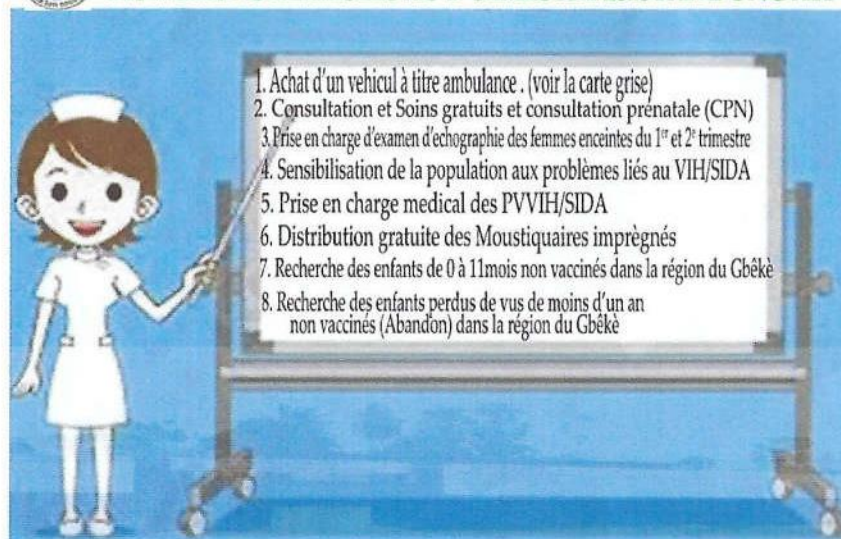 1. Achat d'un vehicul à titre ambulance . (voir la carte grise)
2. Consultation et Soins gratuits et consultation prénatale (CPN)
3.Prise en charge d'examen d'echographie des femmes enceintes du 1er et 2e trimestre
4. Sensibilisation de la population aux problèmes liés au VIH/SIDA
5. Prise en charge medical des PVVIH/SIDA
6. Distribution gratuite des Moustiquaires imprègnés
7. Recherche des enfants de 0 à 11mois non vaccinés dans la région du Gbêkè
8. Recherche des enfants perdus de vus de moins d'un an
non vaccinés (Abandon) dans la région du Gbêkè